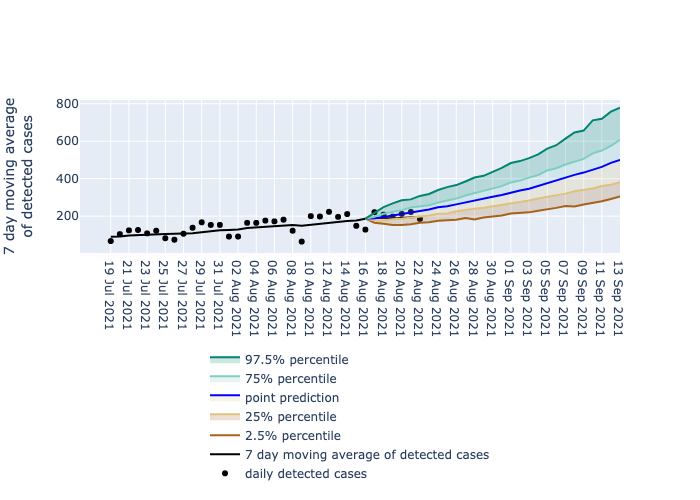 7 day moving average
of detected cases
800
600
400
200
19 Jul 2021
21 Jul 2021
23 Jul 2021
25 Jul 2021
27 Jul 2021
29 Jul 2021
31 Jul 2021
02 Aug 2021
04 Aug 2021
06 Aug 2021
08 Aug 2021
10 Aug 2021
12 Aug 2021
14 Aug 2021
16 Aug 2021
18 Aug 2021
20 Aug 2021
22 Aug 2021
24 Aug 2021
26 Aug 2021
28 Aug 2021
30 Aug 2021
01 Sep 2021
03 Sep 2021
05 Sep 2021
07 Sep 2021
09 Sep 2021
11 Sep 2021
13 Sep 2021
97.5% percentile
75% percentile
point prediction
25% percentile
2.5% percentile
7 day moving average of detected cases
daily detected cases